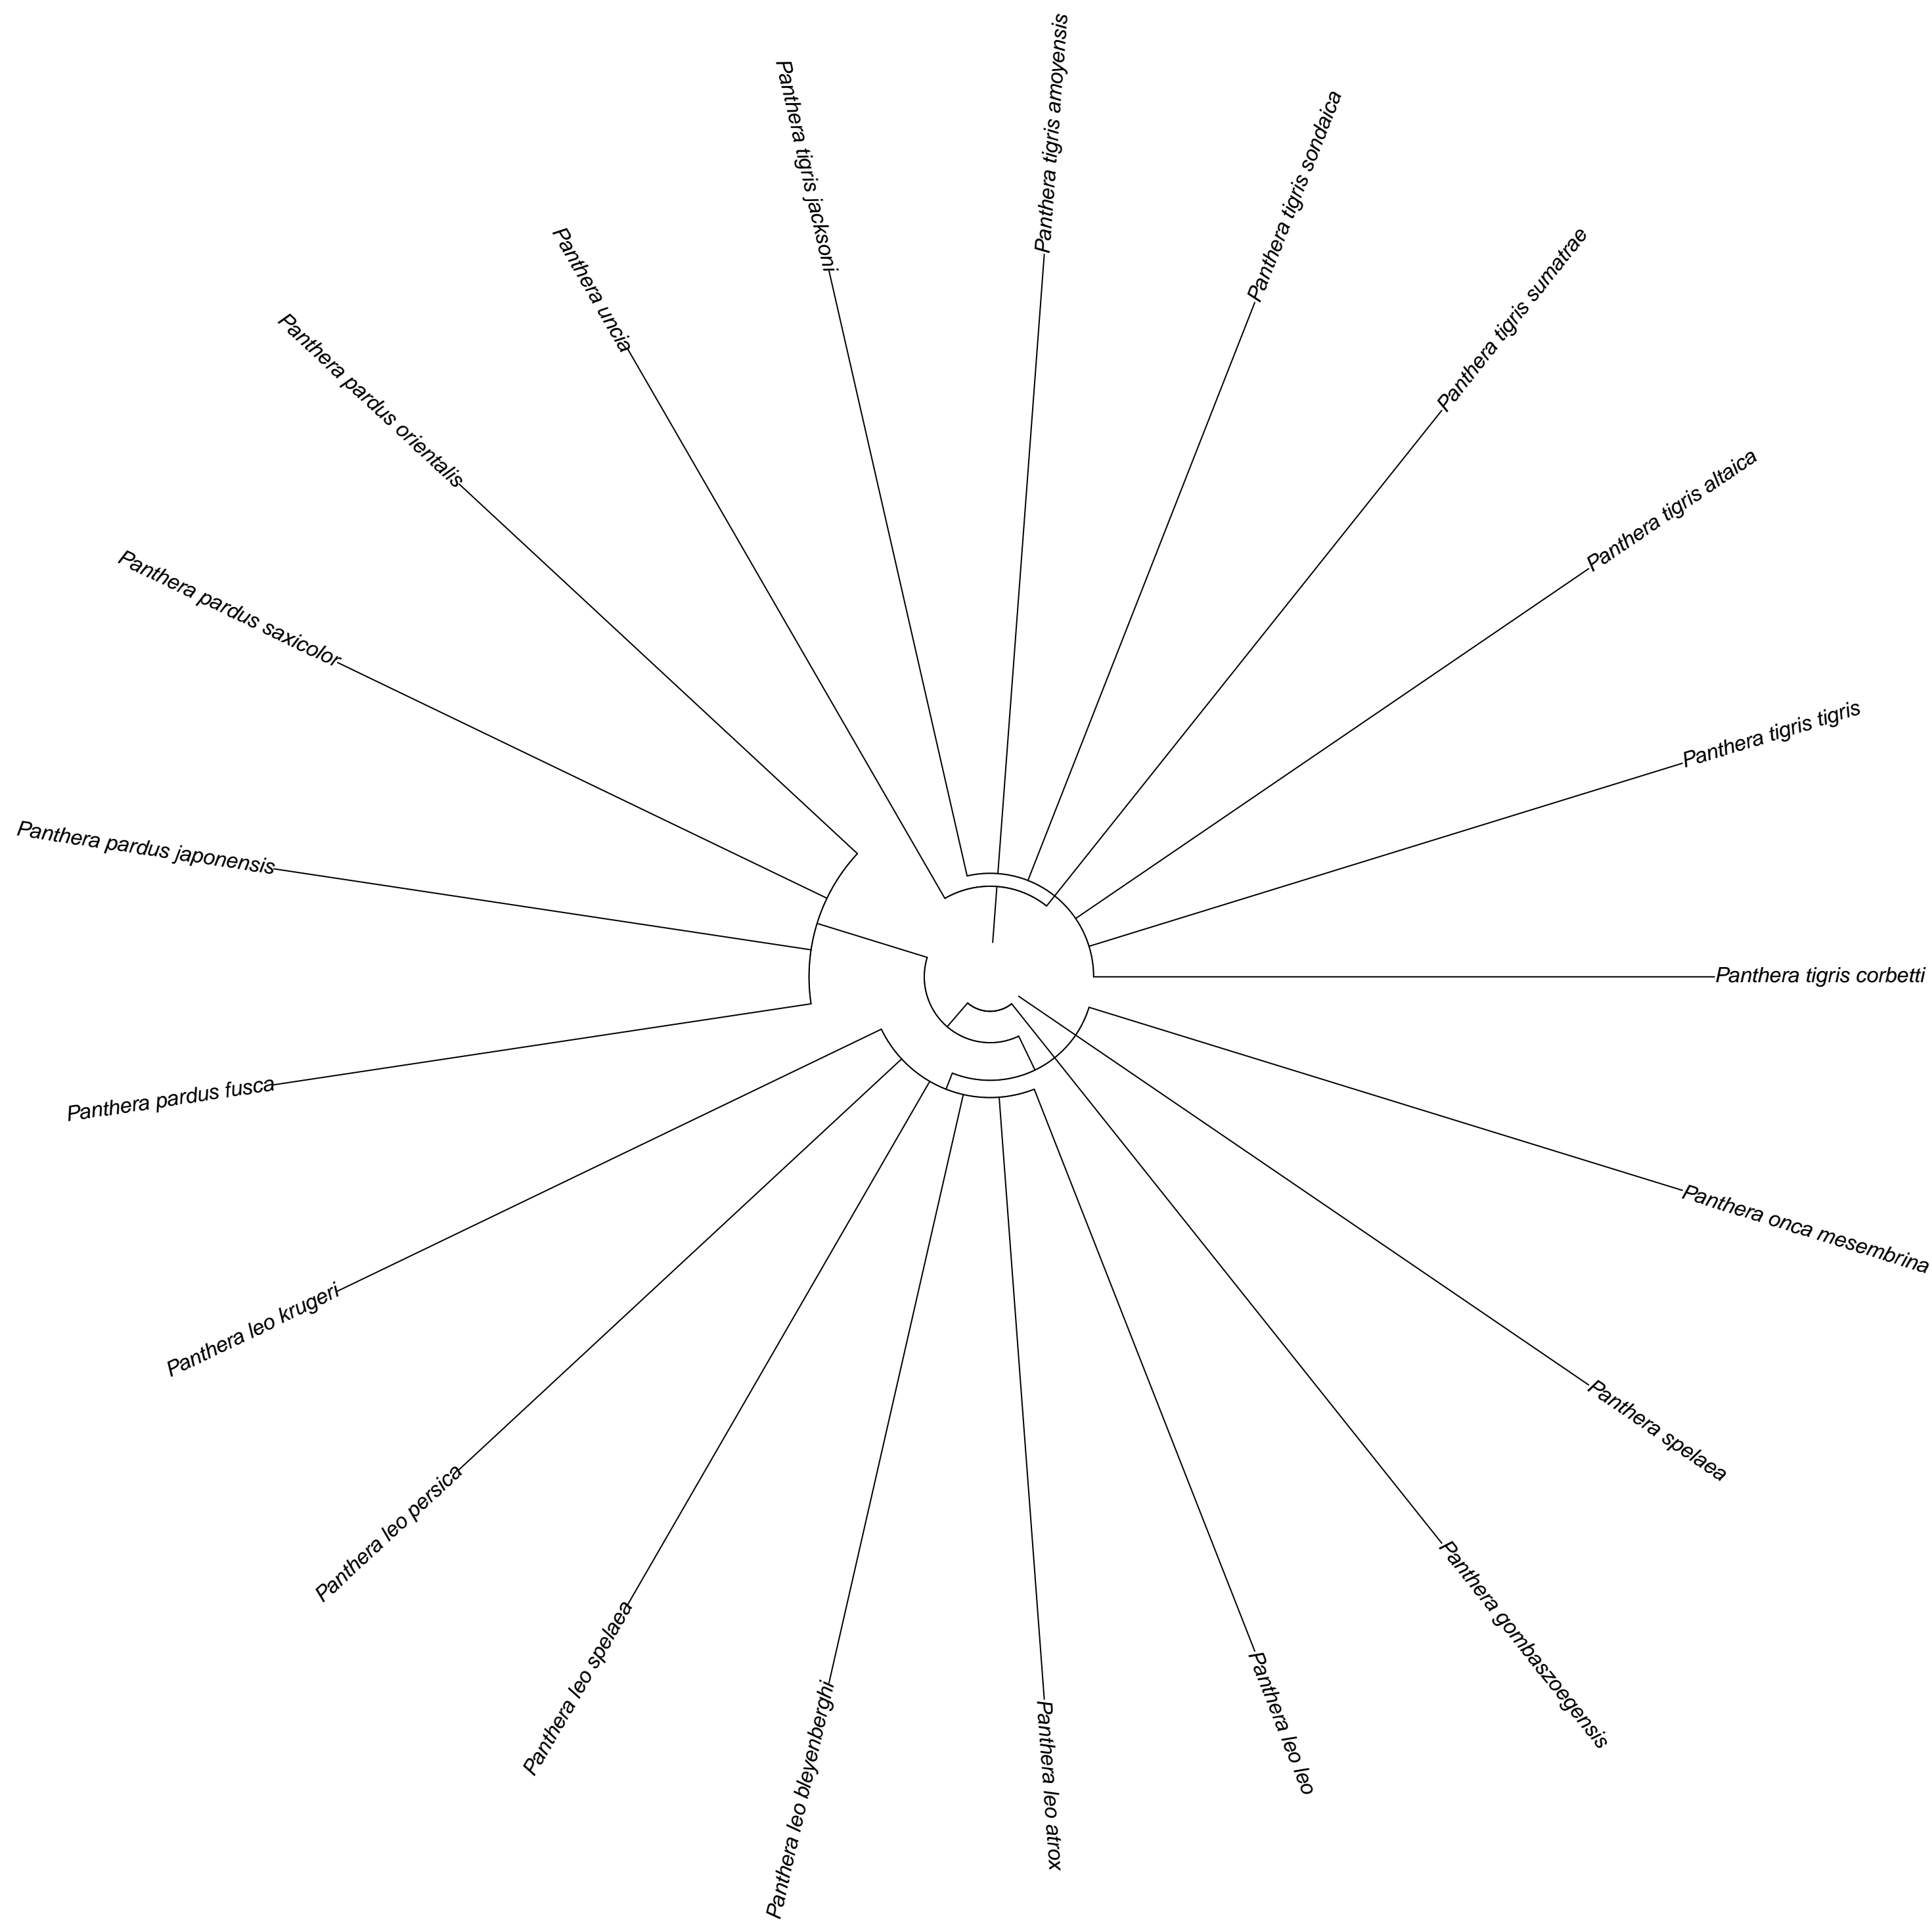 Panthera tigris amoyensis
Panthera tigris sondaica
Panthera tigris sumatrae
Panthera tigris altaica
Panthera tigris tigris
Panthera tigris corbetti
Panthera onca mesembrina
Panthera spelaea
Panthera gombaszoegensis
Panthera leo leo
Panthera leo atrox
Panthera leo bleyenberghi
Panthera leo spelaea
Panthera leo persica
Panthera leo krugeri
Panthera pardus fusca
Panthera pardus japonensis
Panthera pardus saxicolor
Panthera pardus orientalis
Panthera uncia
Panthera tigris jacksoni